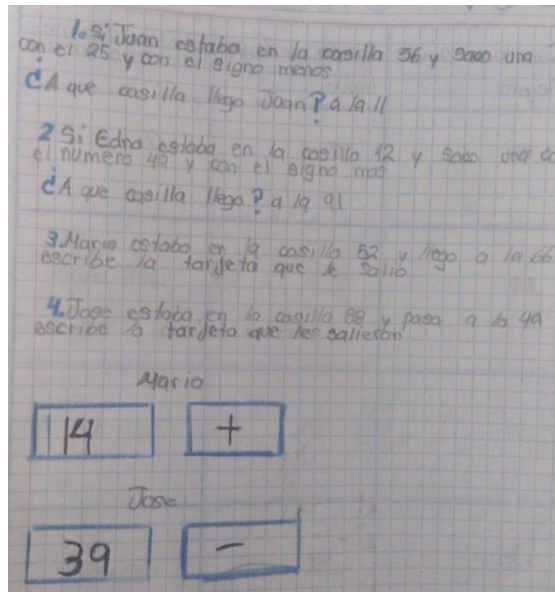 1. Si Juan estaba en la casilla 36 y saco una
con el 25 y con el signo menos
¿A que casilla llego Juan? a la 11
2 Si Edna estaba en la casilla 42 y saco una
el numero 49 y con el signo mas
¿A que casilla llego? a la 91
3. Mario estaba en la casilla 52 y llego a la 66
escribe la tarjeta que le salio
4. Jose estaba en la casilla 88 y paso a la 49
escribe la tarjeta que les salieron
Mario
14 +
Jose
39 -